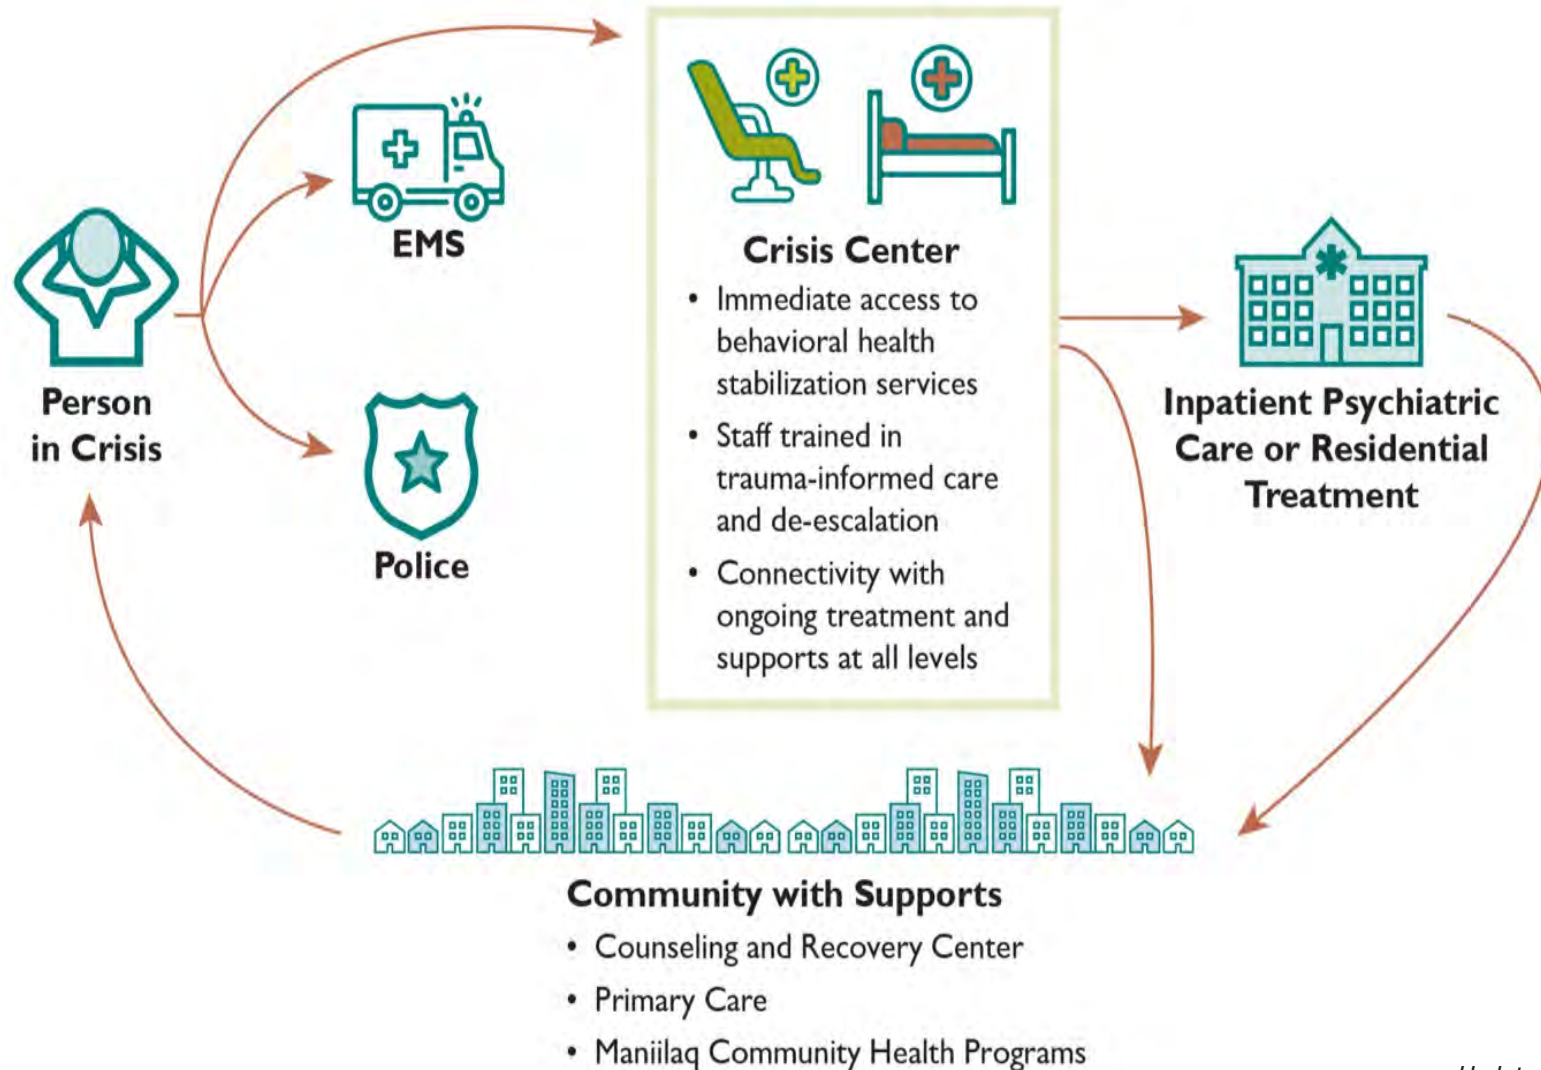 EMS
Person
in Crisis
Police
Crisis Center
• Immediate access to
behavioral health
stabilization services
• Staff trained in
trauma-informed care
and de-escalation
• Connectivity with
ongoing treatment and
supports at all levels
Inpatient Psychiatric
Care or Residential
Treatment
Community with Supports
• Counseling and Recovery Center
• Primary Care
• Maniilaq Community Health Programs